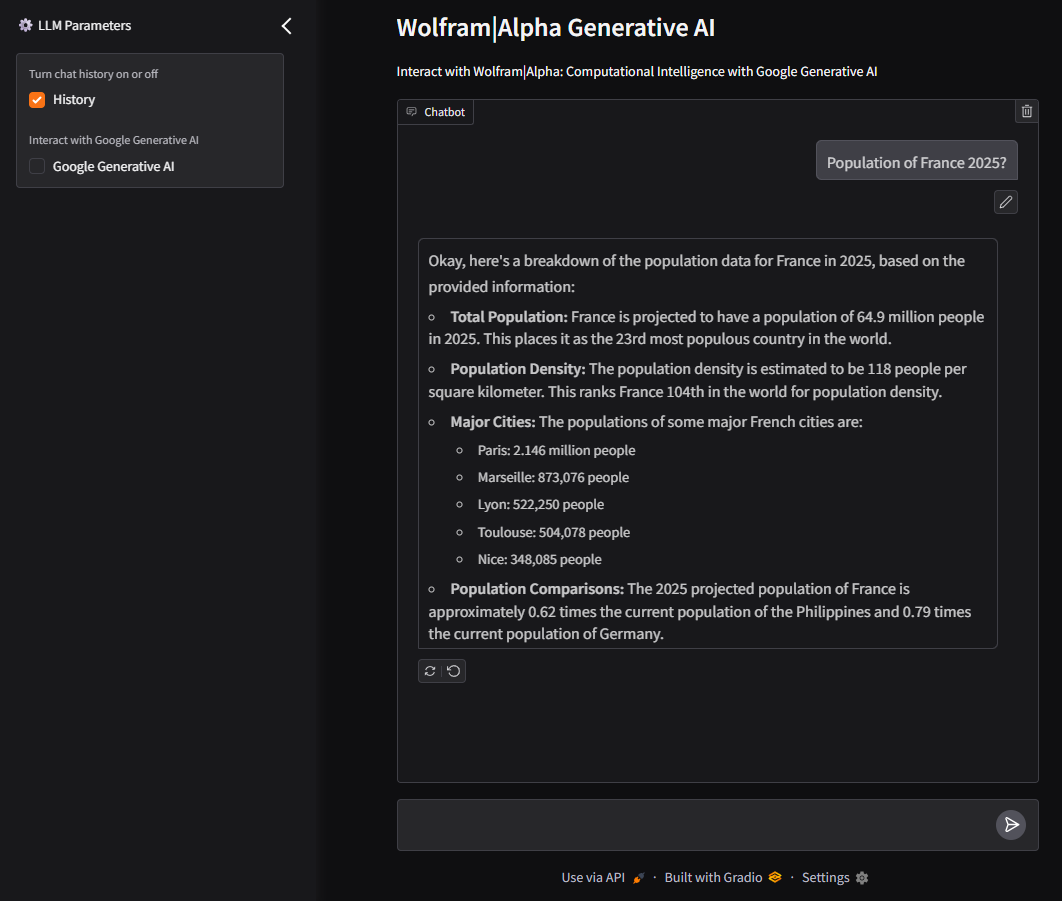 LLM Parameters
Turn chat history on or off
History
Interact with Google Generative AI
Google Generative AI
Wolfram|Alpha Generative AI
Interact with Wolfram|Alpha: Computational Intelligence with Google Generative AI
Chatbot
Population of France 2025?
Okay, here's a breakdown of the population data for France in 2025, based on the
provided information:
Total Population: France is projected to have a population of 64.9 million people
in 2025. This places it as the 23rd most populous country in the world.
Population Density: The population density is estimated to be 118 people per
square kilometer. This ranks France 104th in the world for population density.
Major Cities: The populations of some major French cities are:
Paris: 2.146 million people
Marseille: 873,076 people
Lyon: 522,250 people
Toulouse: 504,078 people
Nice: 348,085 people
Population Comparisons: The 2025 projected population of France is
approximately 0.62 times the current population of the Philippines and 0.79 times
the current population of Germany.
Use via API · Built with Gradio · Settings